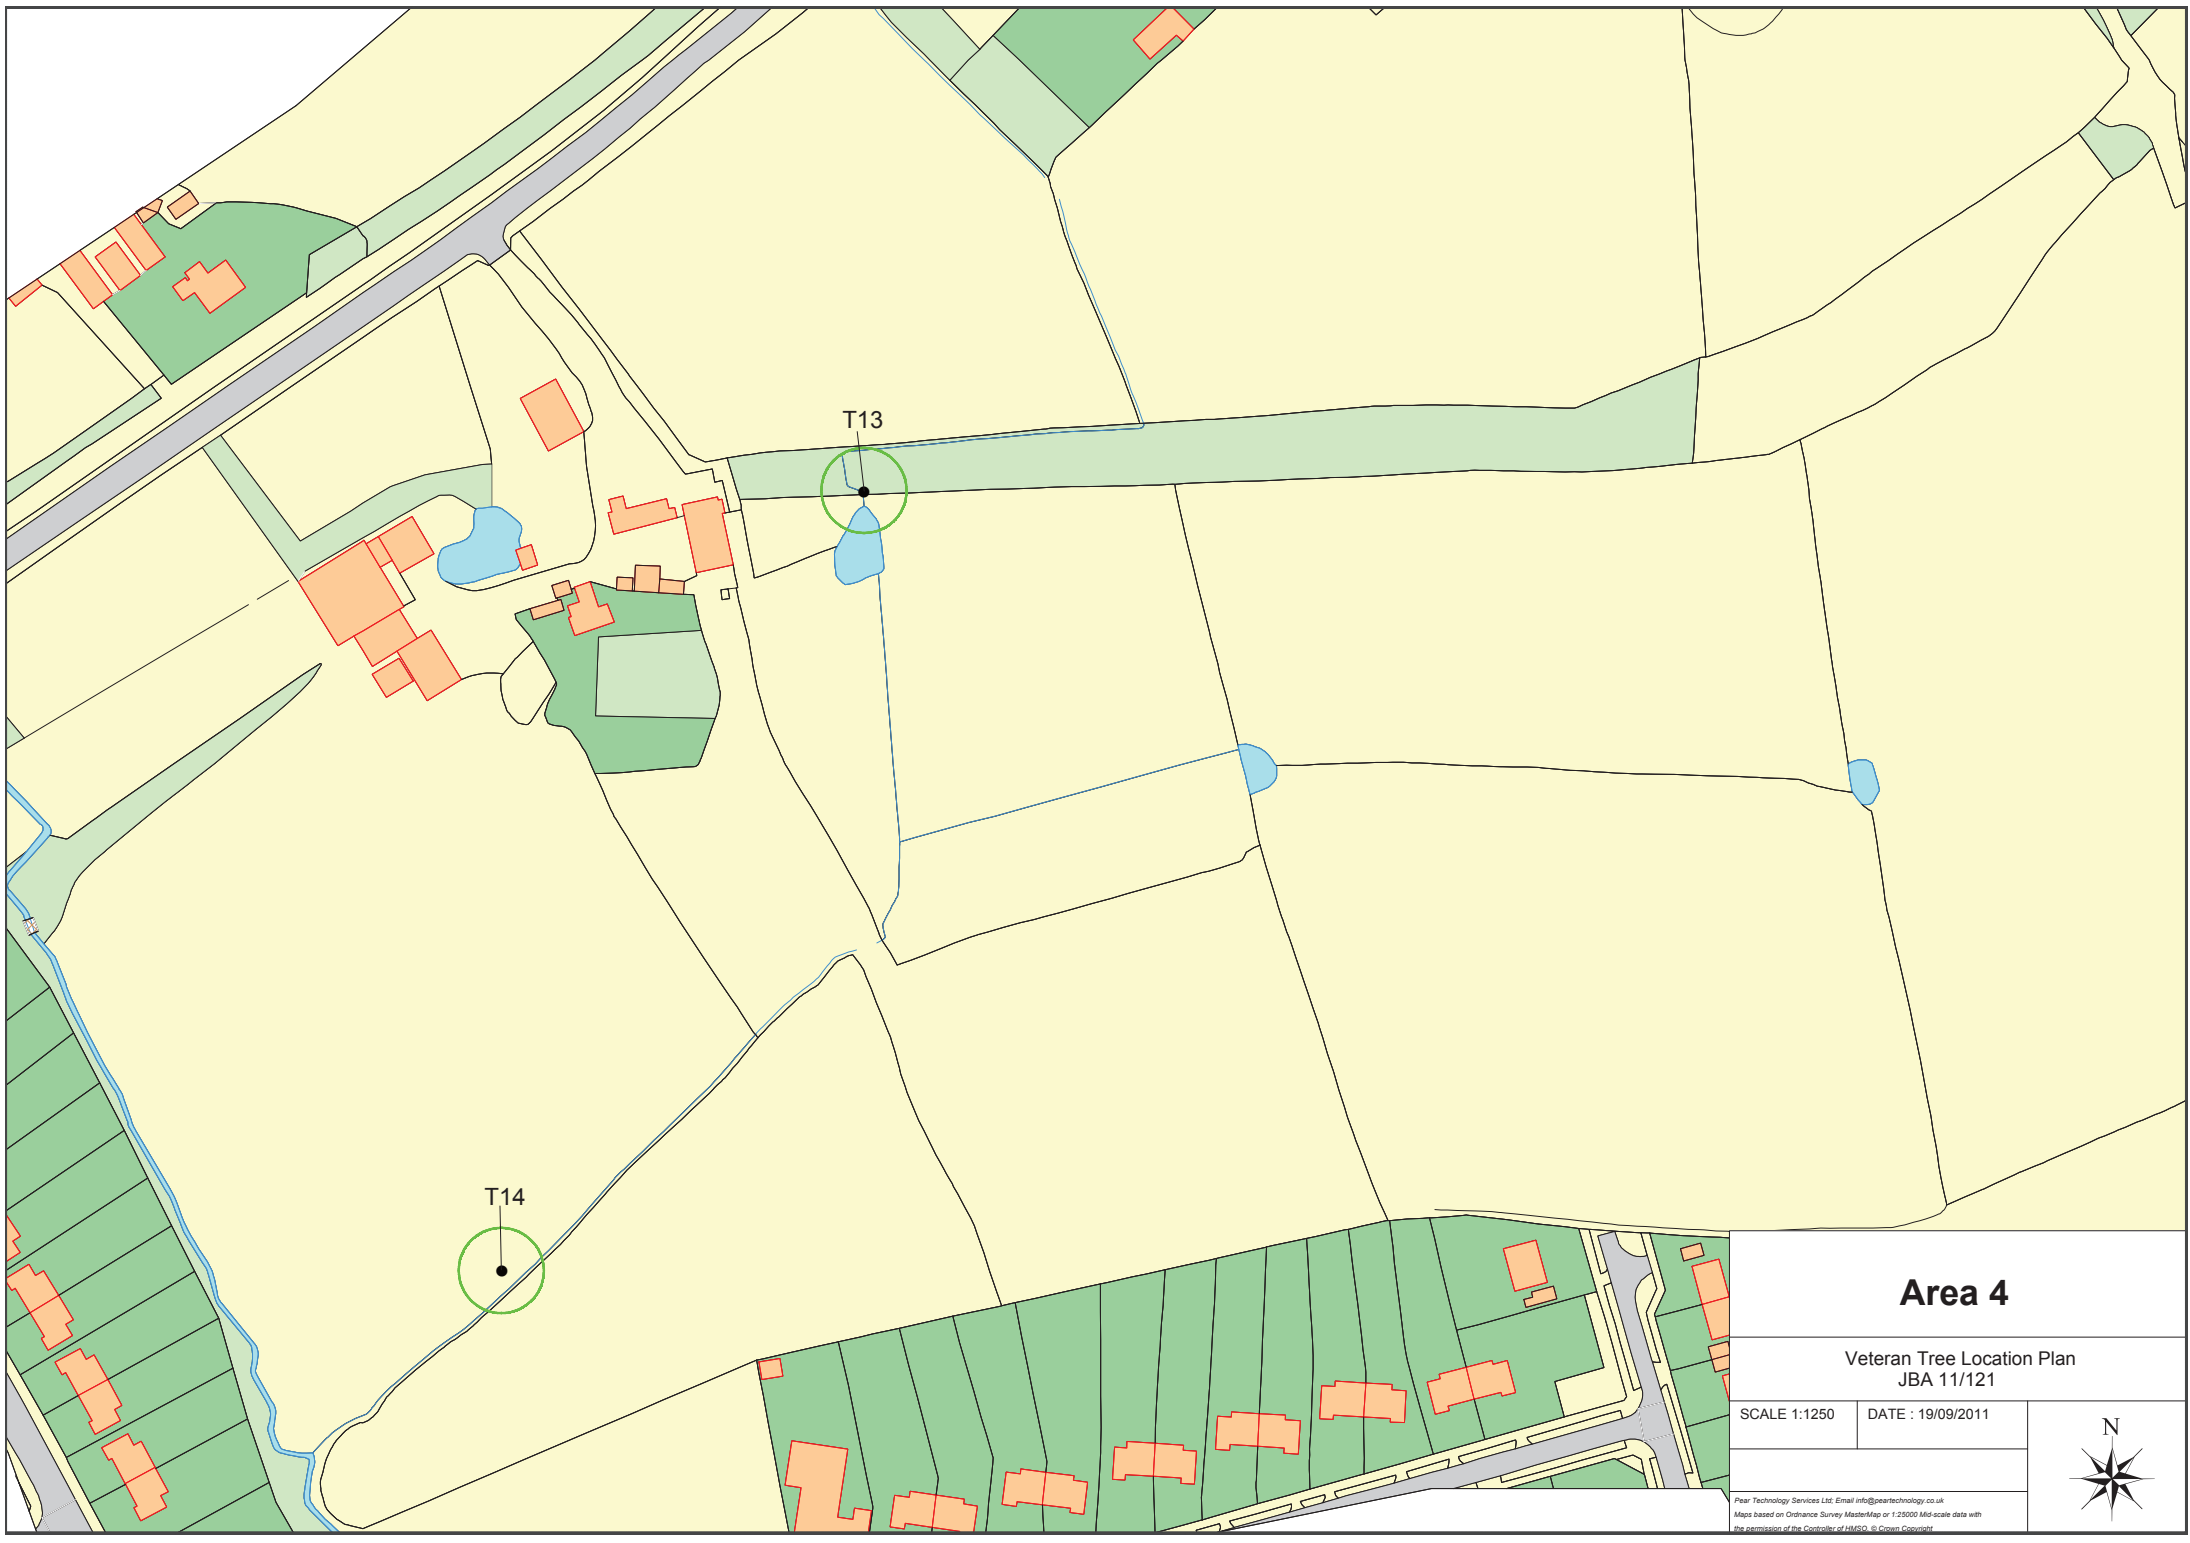 T13
T14
Area 4
Veteran Tree Location Plan
JBA 11/121
SCALE 1:1250
DATE : 19/09/2011
N
Pear Technology Services Ltd; Email info@peartechnology.co.uk
Maps based on Ordnance Survey MasterMap or 1:25000 Mid-scale data with
the permission of the Controller of HMSO. © Crown Copyright